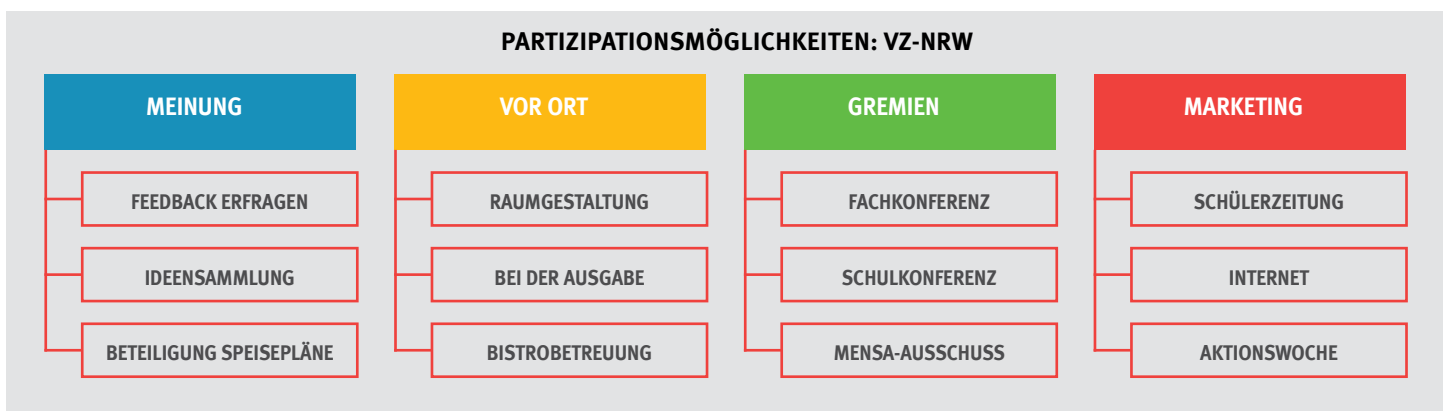 PARTIZIPATIONSMÖGLICHKEITEN: VZ-NRW
MEINUNG
FEEDBACK ERFRAGEN
IDEENSAMMLUNG
BETEILIGUNG SPEISEPLÄNE
VOR ORT
RAUMGESTALTUNG
BEI DER AUSGABE
BISTROBETREUUNG
GREMIEN
FACHKONFERENZ
SCHULKONFERENZ
MENSA-AUSSCHUSS
MARKETING
SCHÜLERZEITUNG
INTERNET
AKTIONSWOCHE